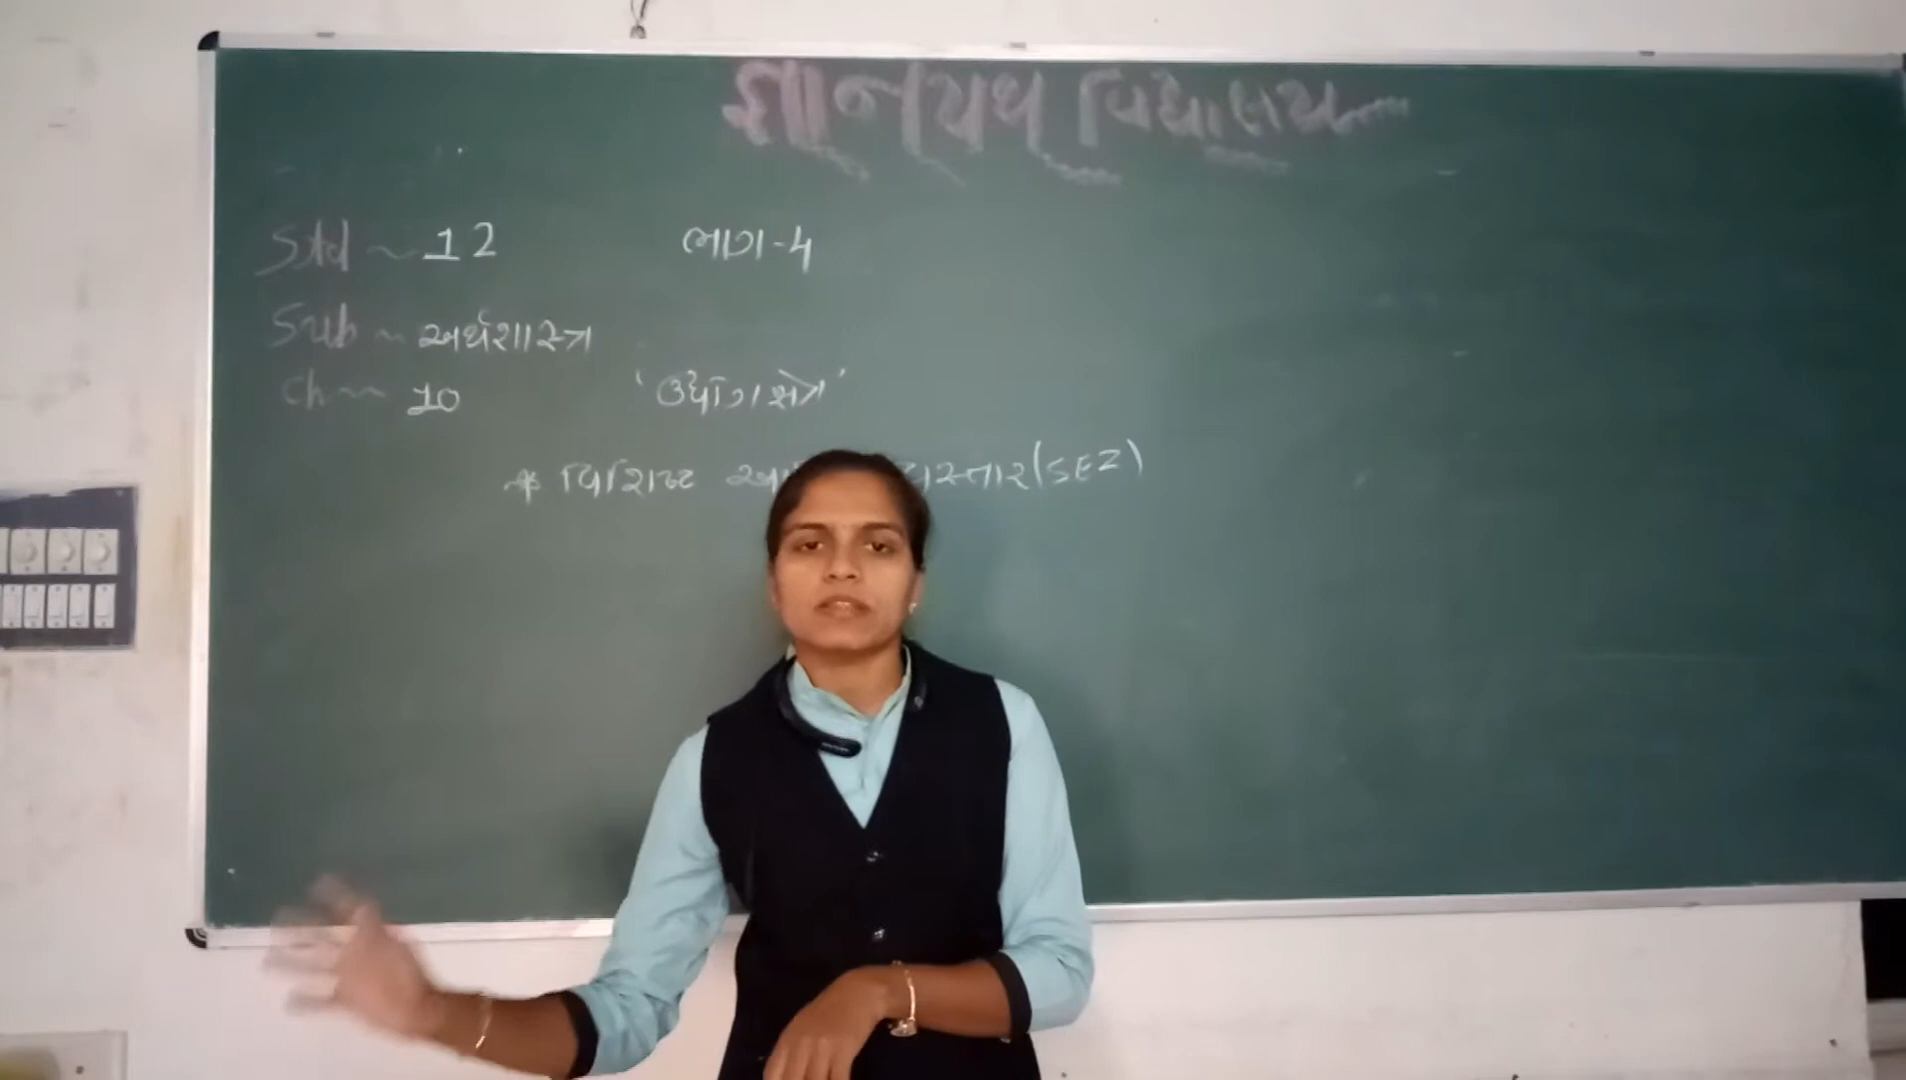 જ્ઞાનપથ વિદ્યાલય
Std ~ 12 ભાગ-4
Sub ~ અર્થશાસ્ત્ર
Ch ~ 10 'ઉદ્યોગક્ષેત્ર'
* વિશિષ્ટ (SEZ)